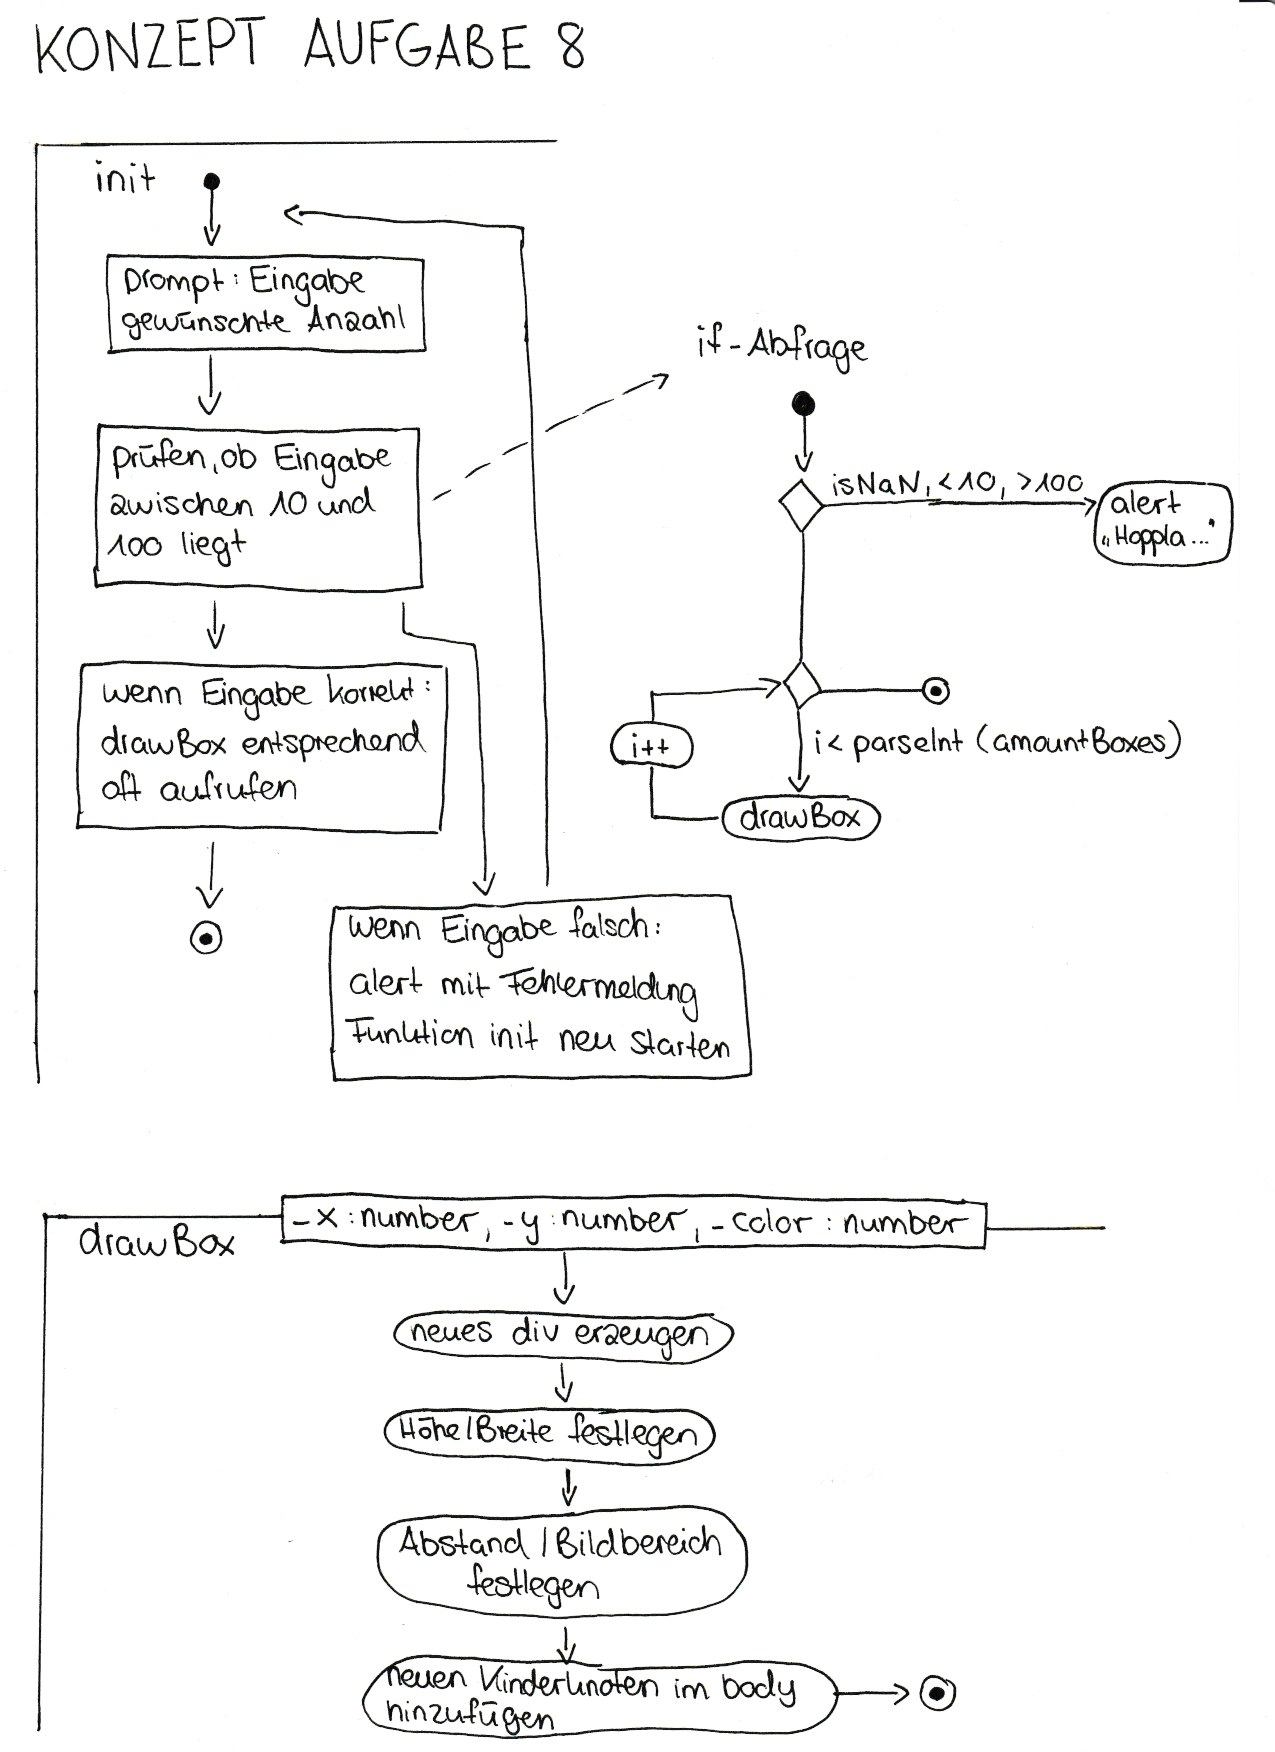 KONZEPT AUFGABE 8
init
prompt: Eingabe
gewünschte Anzahl
prüfen, ob Eingabe
zwischen 10 und
100 liegt
wenn Eingabe korrekt:
drawBox entsprechend
oft aufrufen
wenn Eingabe falsch:
alert mit Fehlermeldung
Funktion init neu starten
if-Abfrage
isNaN, <10, >100
alert
„Hoppla..."
i++
i< parseInt (amountBoxes)
drawBox
drawBox
-x:number, -y:number, -color:number
neues div erzeugen
Höhe/Breite festlegen
Abstand/Bildbereich
festlegen
neuen Kinderknoten im body
hinzufügen